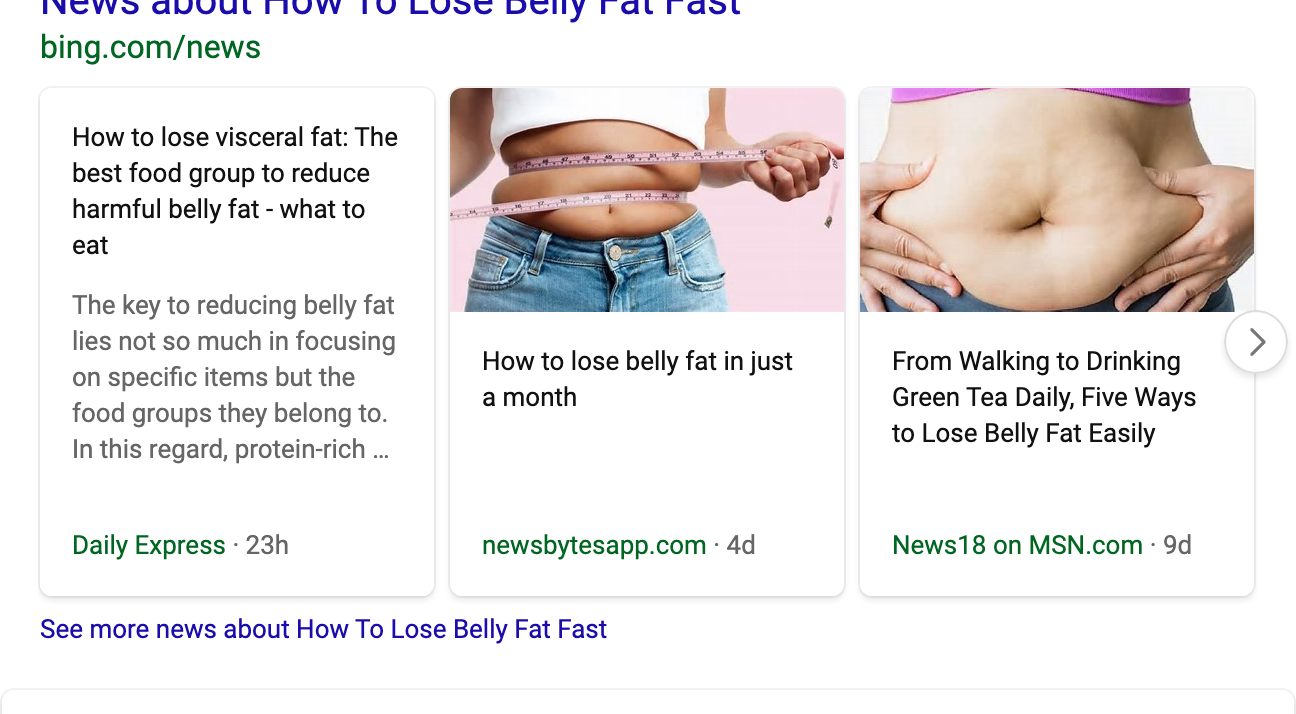 News about How To Lose Belly Fat Fast
bing.com/news
How to lose visceral fat: The
best food group to reduce
harmful belly fat - what to
eat
The key to reducing belly fat
lies not so much in focusing
on specific items but the
food groups they belong to.
In this regard, protein-rich ...
Daily Express · 23h
How to lose belly fat in just
a month
newsbytesapp.com · 4d
From Walking to Drinking
Green Tea Daily, Five Ways
to Lose Belly Fat Easily
News18 on MSN.com · 9d
See more news about How To Lose Belly Fat Fast